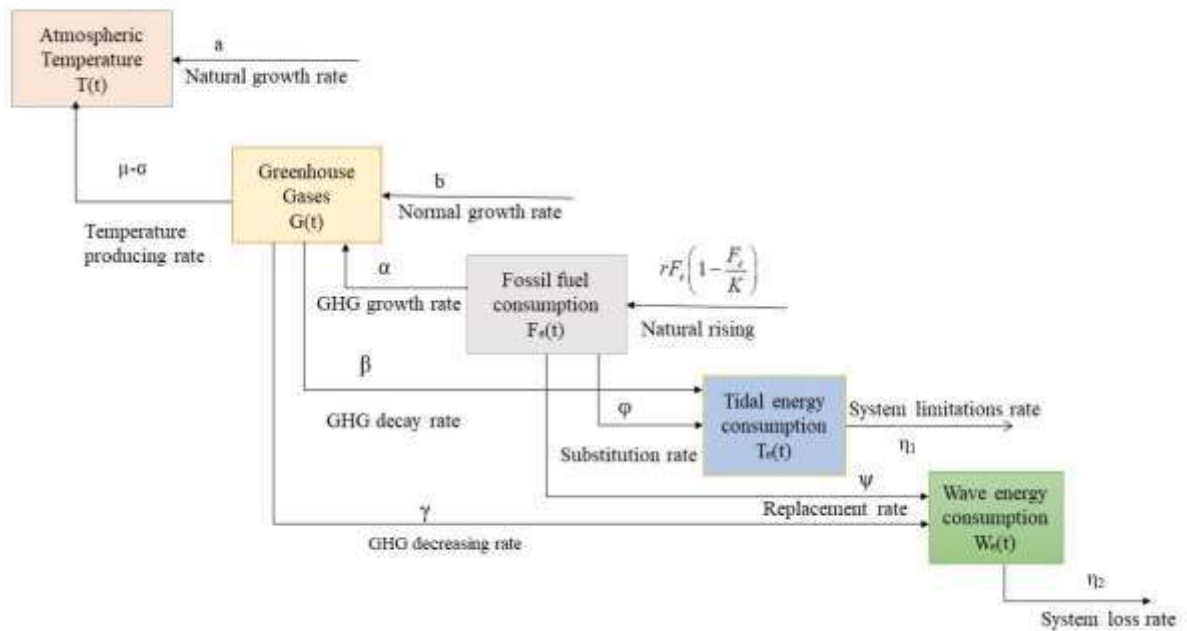 Atmospheric
Temperature
T(t)
a
Natural growth rate
μ-σ
Temperature
producing rate
Greenhouse
Gases
G(t)
b
Normal growth rate
α
GHG growth rate
Fossil fuel
consumption
Fₑ(t)
rFₑ(1 − Fₑ/K)
Natural rising
β
GHG decay rate
φ
Substitution rate
Tidal energy
consumption
Tₑ(t)
System limitations rate
η₁
ψ
Replacement rate
γ
GHG decreasing rate
Wave energy
consumption
Wₑ(t)
η₂
System loss rate